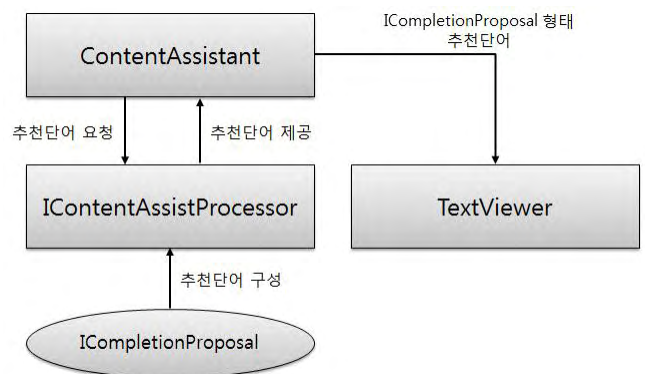 ICompletionProposal 형태
추천단어
ContentAssistant
추천단어 요청
추천단어 제공
IContentAssistProcessor
TextViewer
추천단어 구성
ICompletionProposal